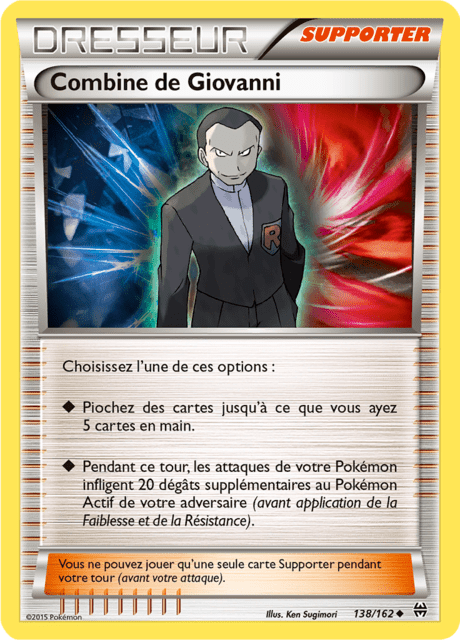 DRESSEUR SUPPORTER
Combine de Giovanni
R
Choisissez l'une de ces options :
◆ Piochez des cartes jusqu'à ce que vous ayez
5 cartes en main.
◆ Pendant ce tour, les attaques de votre Pokémon
infligent 20 dégâts supplémentaires au Pokémon
Actif de votre adversaire (avant application de la
Faiblesse et de la Résistance).
Vous ne pouvez jouer qu'une seule carte Supporter pendant
votre tour (avant votre attaque).
©2015 Pokémon Illus. Ken Sugimori 138/162 ◆